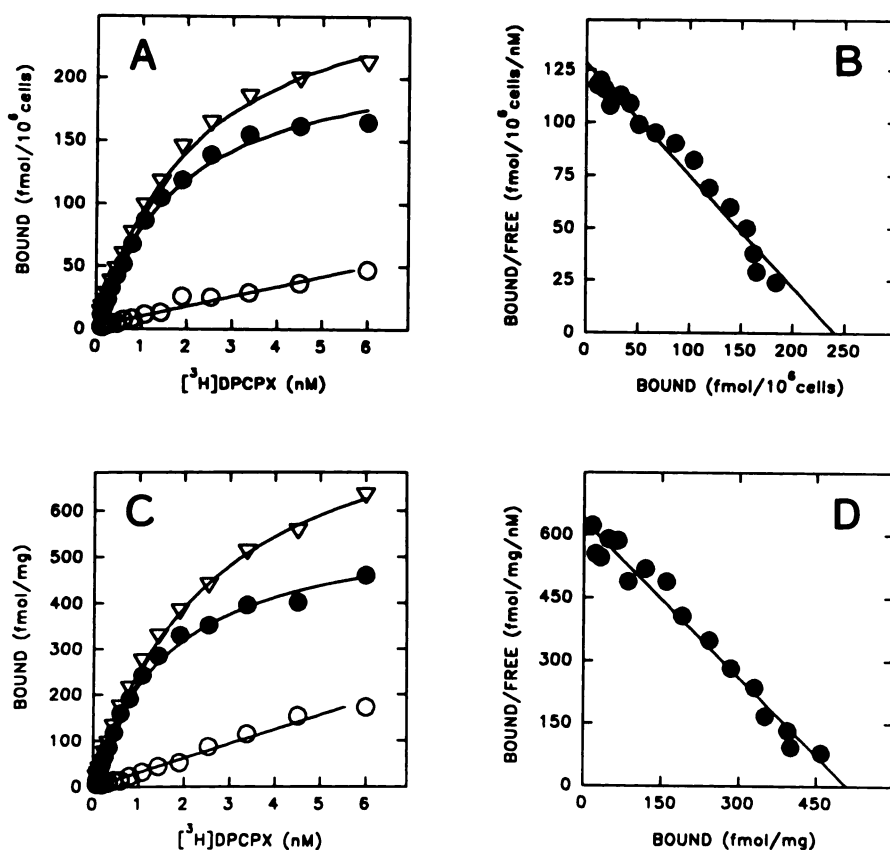 A
BOUND (fmol/10⁶cells)
200
150
100
50
0
0 1 2 3 4 5 6
[³H]DPCPX (nM)
B
BOUND/FREE (fmol/10⁶cells/nM)
125
100
75
50
25
0
0 50 100 150 200 250
BOUND (fmol/10⁶cells)
C
BOUND (fmol/mg)
600
500
400
300
200
100
0
0 1 2 3 4 5 6
[³H]DPCPX (nM)
D
BOUND/FREE (fmol/mg/nM)
600
450
300
150
0
0 150 300 450
BOUND (fmol/mg)